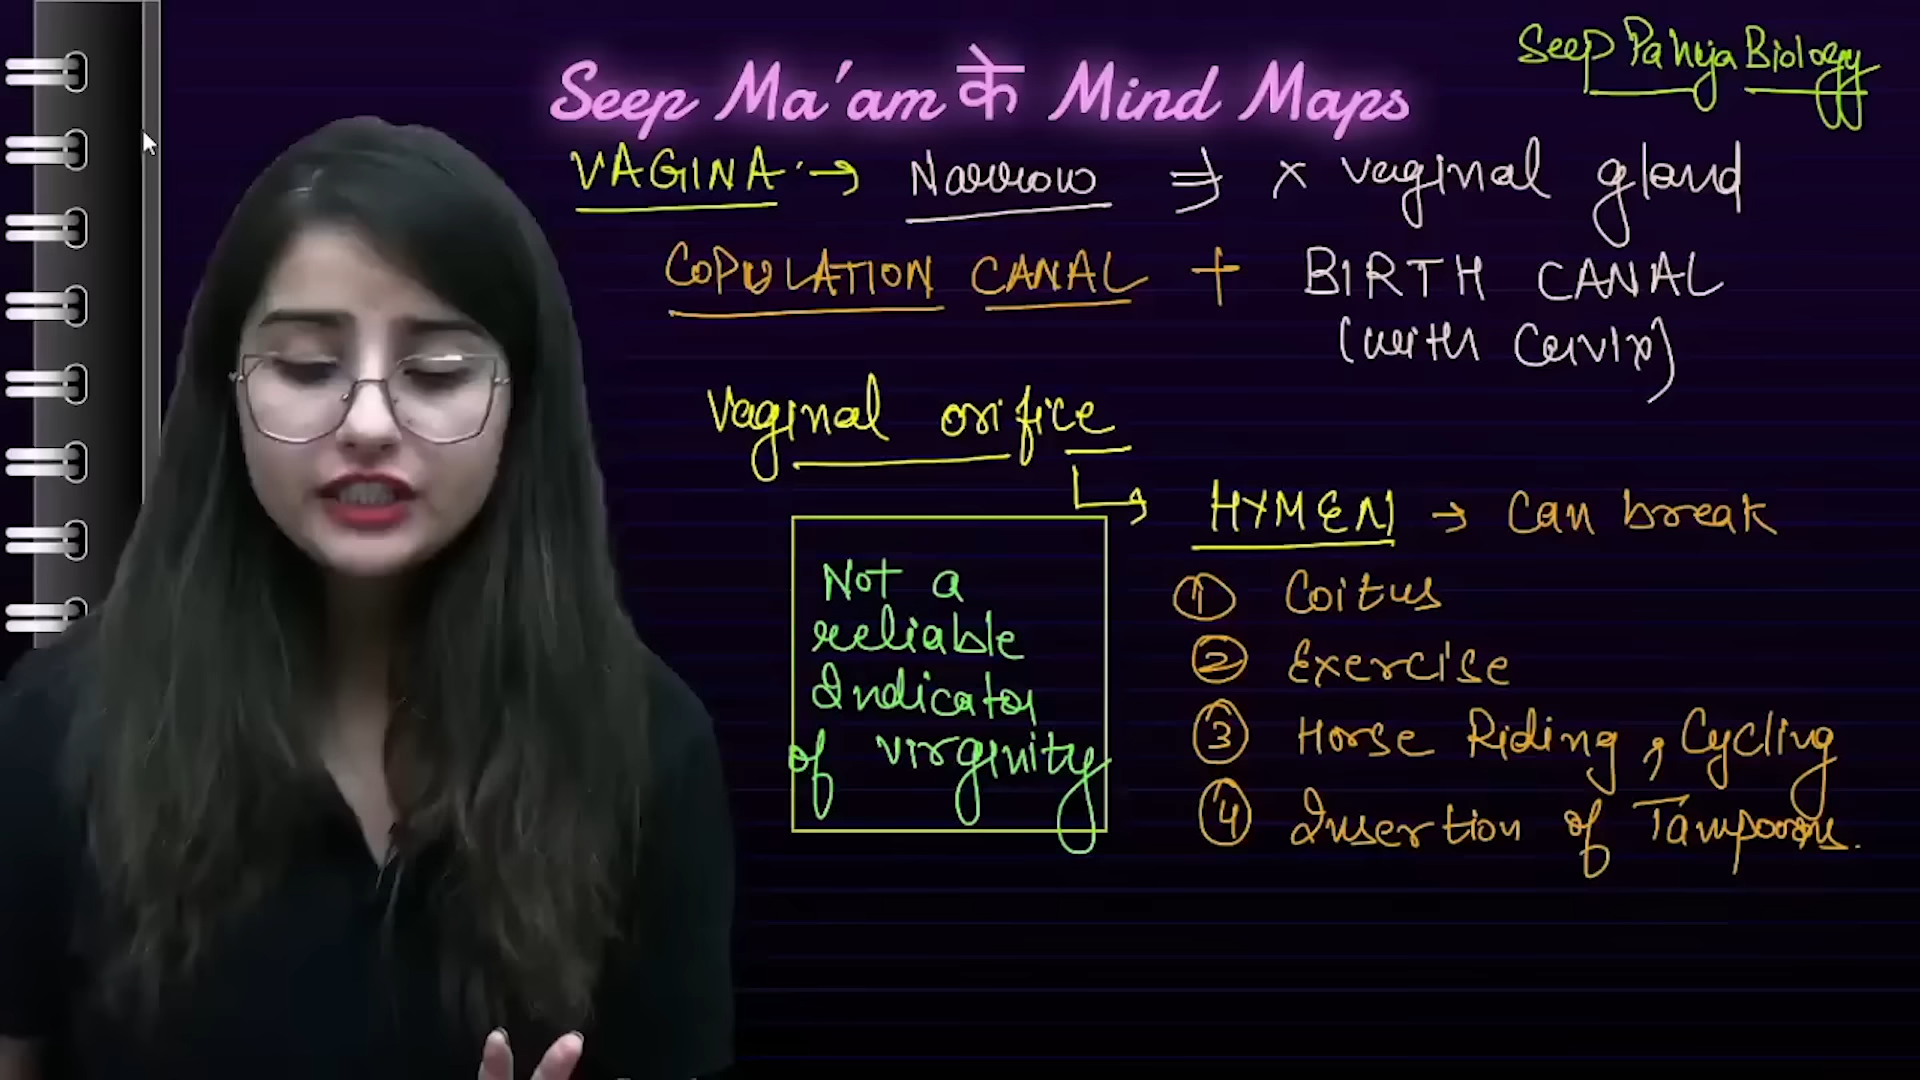 Seep Pahuja Biology
Seep Ma'am के Mind Maps
VAGINA → Narrow ⇒ x vaginal gland
COPULATION CANAL + BIRTH CANAL
(with Cervix)
Vaginal orifice
HYMEN → Can break
Not a
reliable
Indicator
of virginity
① Coitus
② Exercise
③ Horse Riding, Cycling
④ Insertion of Tampoons.